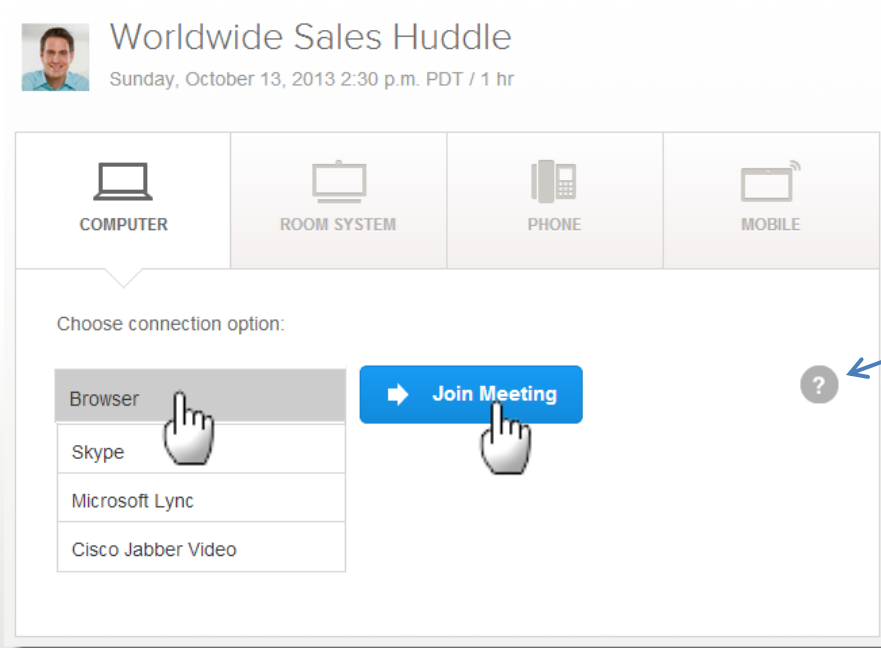 Worldwide Sales Huddle
Sunday, October 13, 2013 2:30 p.m. PDT / 1 hr
COMPUTER
ROOM SYSTEM
PHONE
MOBILE
Choose connection option:
Browser
Join Meeting
?
Skype
Microsoft Lync
Cisco Jabber Video